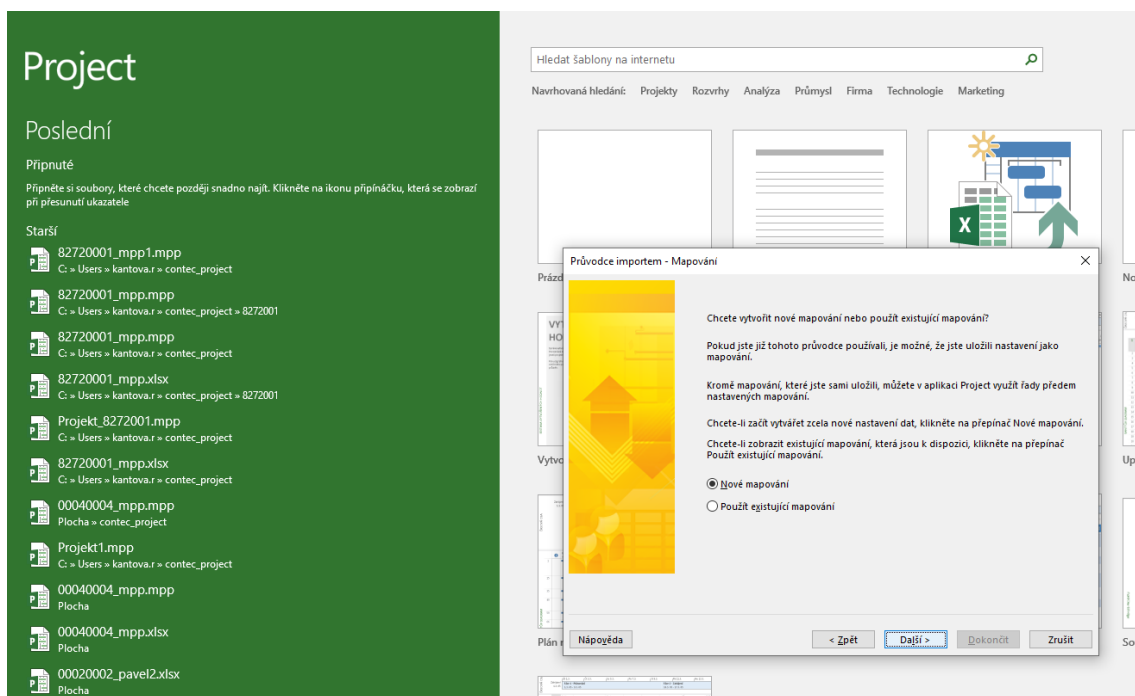 Project
Poslední
Připnuté
Připněte si soubory, které chcete později snadno najít. Klikněte na ikonu připínáčku, která se zobrazí
při přesunutí ukazatele
Starší
82720001_mpp1.mpp
C: » Users » kantova.r » contec_project
82720001_mpp.mpp
C: » Users » kantova.r » contec_project » 8272001
82720001_mpp.mpp
C: » Users » kantova.r » contec_project
82720001_mpp.xlsx
C: » Users » kantova.r » contec_project » 8272001
Projekt_8272001.mpp
C: » Users » kantova.r » contec_project
82720001_mpp.xlsx
C: » Users » kantova.r » contec_project
00040004_mpp.mpp
Plocha » contec_project
Projekt1.mpp
C: » Users » kantova.r » contec_project
00040004_mpp.mpp
Plocha
00040004_mpp.xlsx
Plocha
00020002_pavel2.xlsx
Plocha
Hledat šablony na internetu
Navrhovaná hledání: Projekty Rozvrhy Analýza Průmysl Firma Technologie Marketing
Prázd
No
VYT
HO
Vytvo
Up
Plán
So
Průvodce importem - Mapování
Chcete vytvořit nové mapování nebo použít existující mapování?
Pokud jste již tohoto průvodce používali, je možné, že jste uložili nastavení jako
mapování.
Kromě mapování, které jste sami uložili, můžete v aplikaci Project využít řady předem
nastavených mapování.
Chcete-li začít vytvářet zcela nové nastavení dat, klikněte na přepínač Nové mapování.
Chcete-li zobrazit existující mapování, která jsou k dispozici, klikněte na přepínač
Použít existující mapování.
Nové mapování
Použít existující mapování
Nápověda
< Zpět
Další >
Dokončit
Zrušit